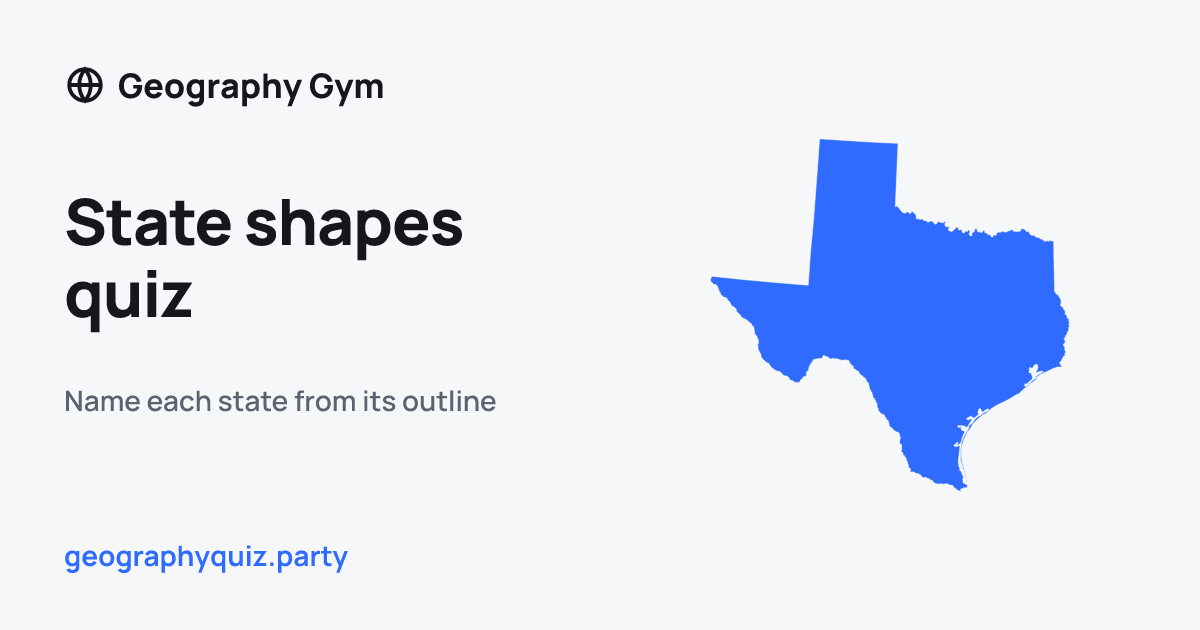 Geography Gym
State shapes
quiz
Name each state from its outline
geographyquiz.party